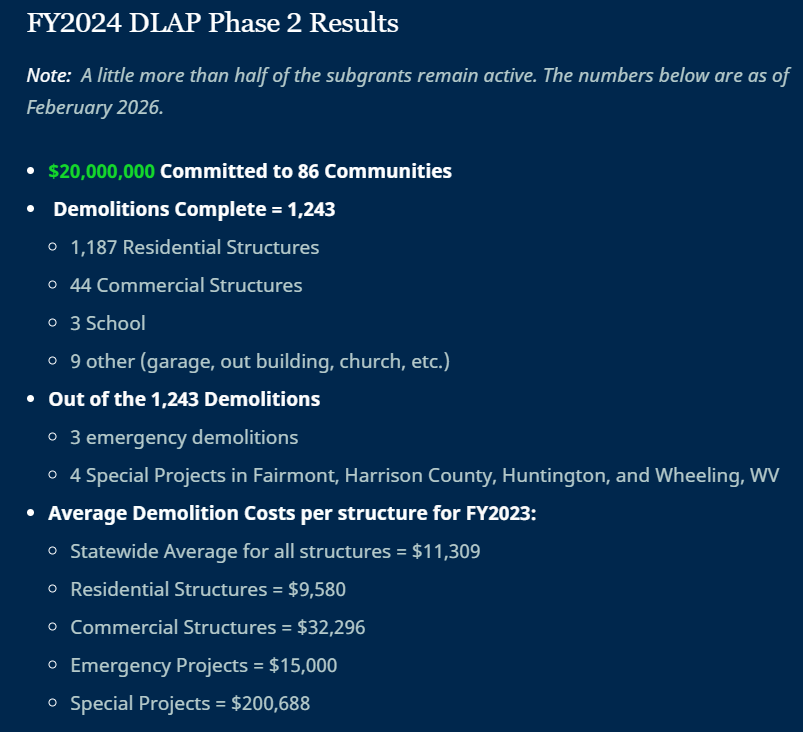 FY2024 DLAP Phase 2 Results
Note: A little more than half of the subgrants remain active. The numbers below are as of
Feberuary 2026.
$20,000,000 Committed to 86 Communities
Demolitions Complete = 1,243
1,187 Residential Structures
44 Commercial Structures
3 School
9 other (garage, out building, church, etc.)
Out of the 1,243 Demolitions
3 emergency demolitions
4 Special Projects in Fairmont, Harrison County, Huntington, and Wheeling, WV
Average Demolition Costs per structure for FY2023:
Statewide Average for all structures = $11,309
Residential Structures = $9,580
Commercial Structures = $32,296
Emergency Projects = $15,000
Special Projects = $200,688